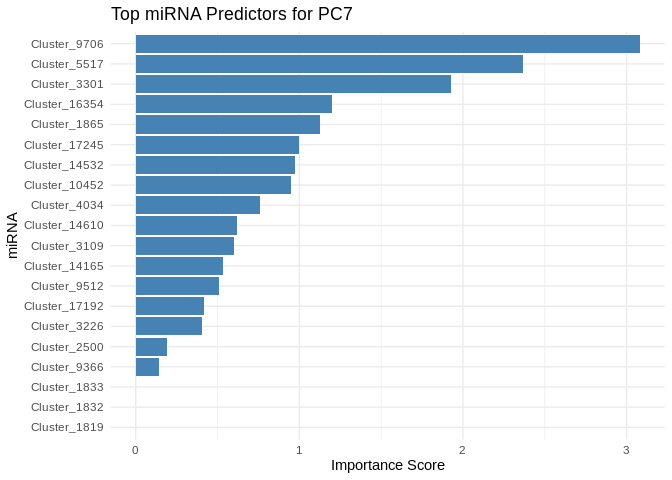 Top miRNA Predictors for PC7
miRNA
Cluster_9706
Cluster_5517
Cluster_3301
Cluster_16354
Cluster_1865
Cluster_17245
Cluster_14532
Cluster_10452
Cluster_4034
Cluster_14610
Cluster_3109
Cluster_14165
Cluster_9512
Cluster_17192
Cluster_3226
Cluster_2500
Cluster_9366
Cluster_1833
Cluster_1832
Cluster_1819
0 1 2 3
Importance Score